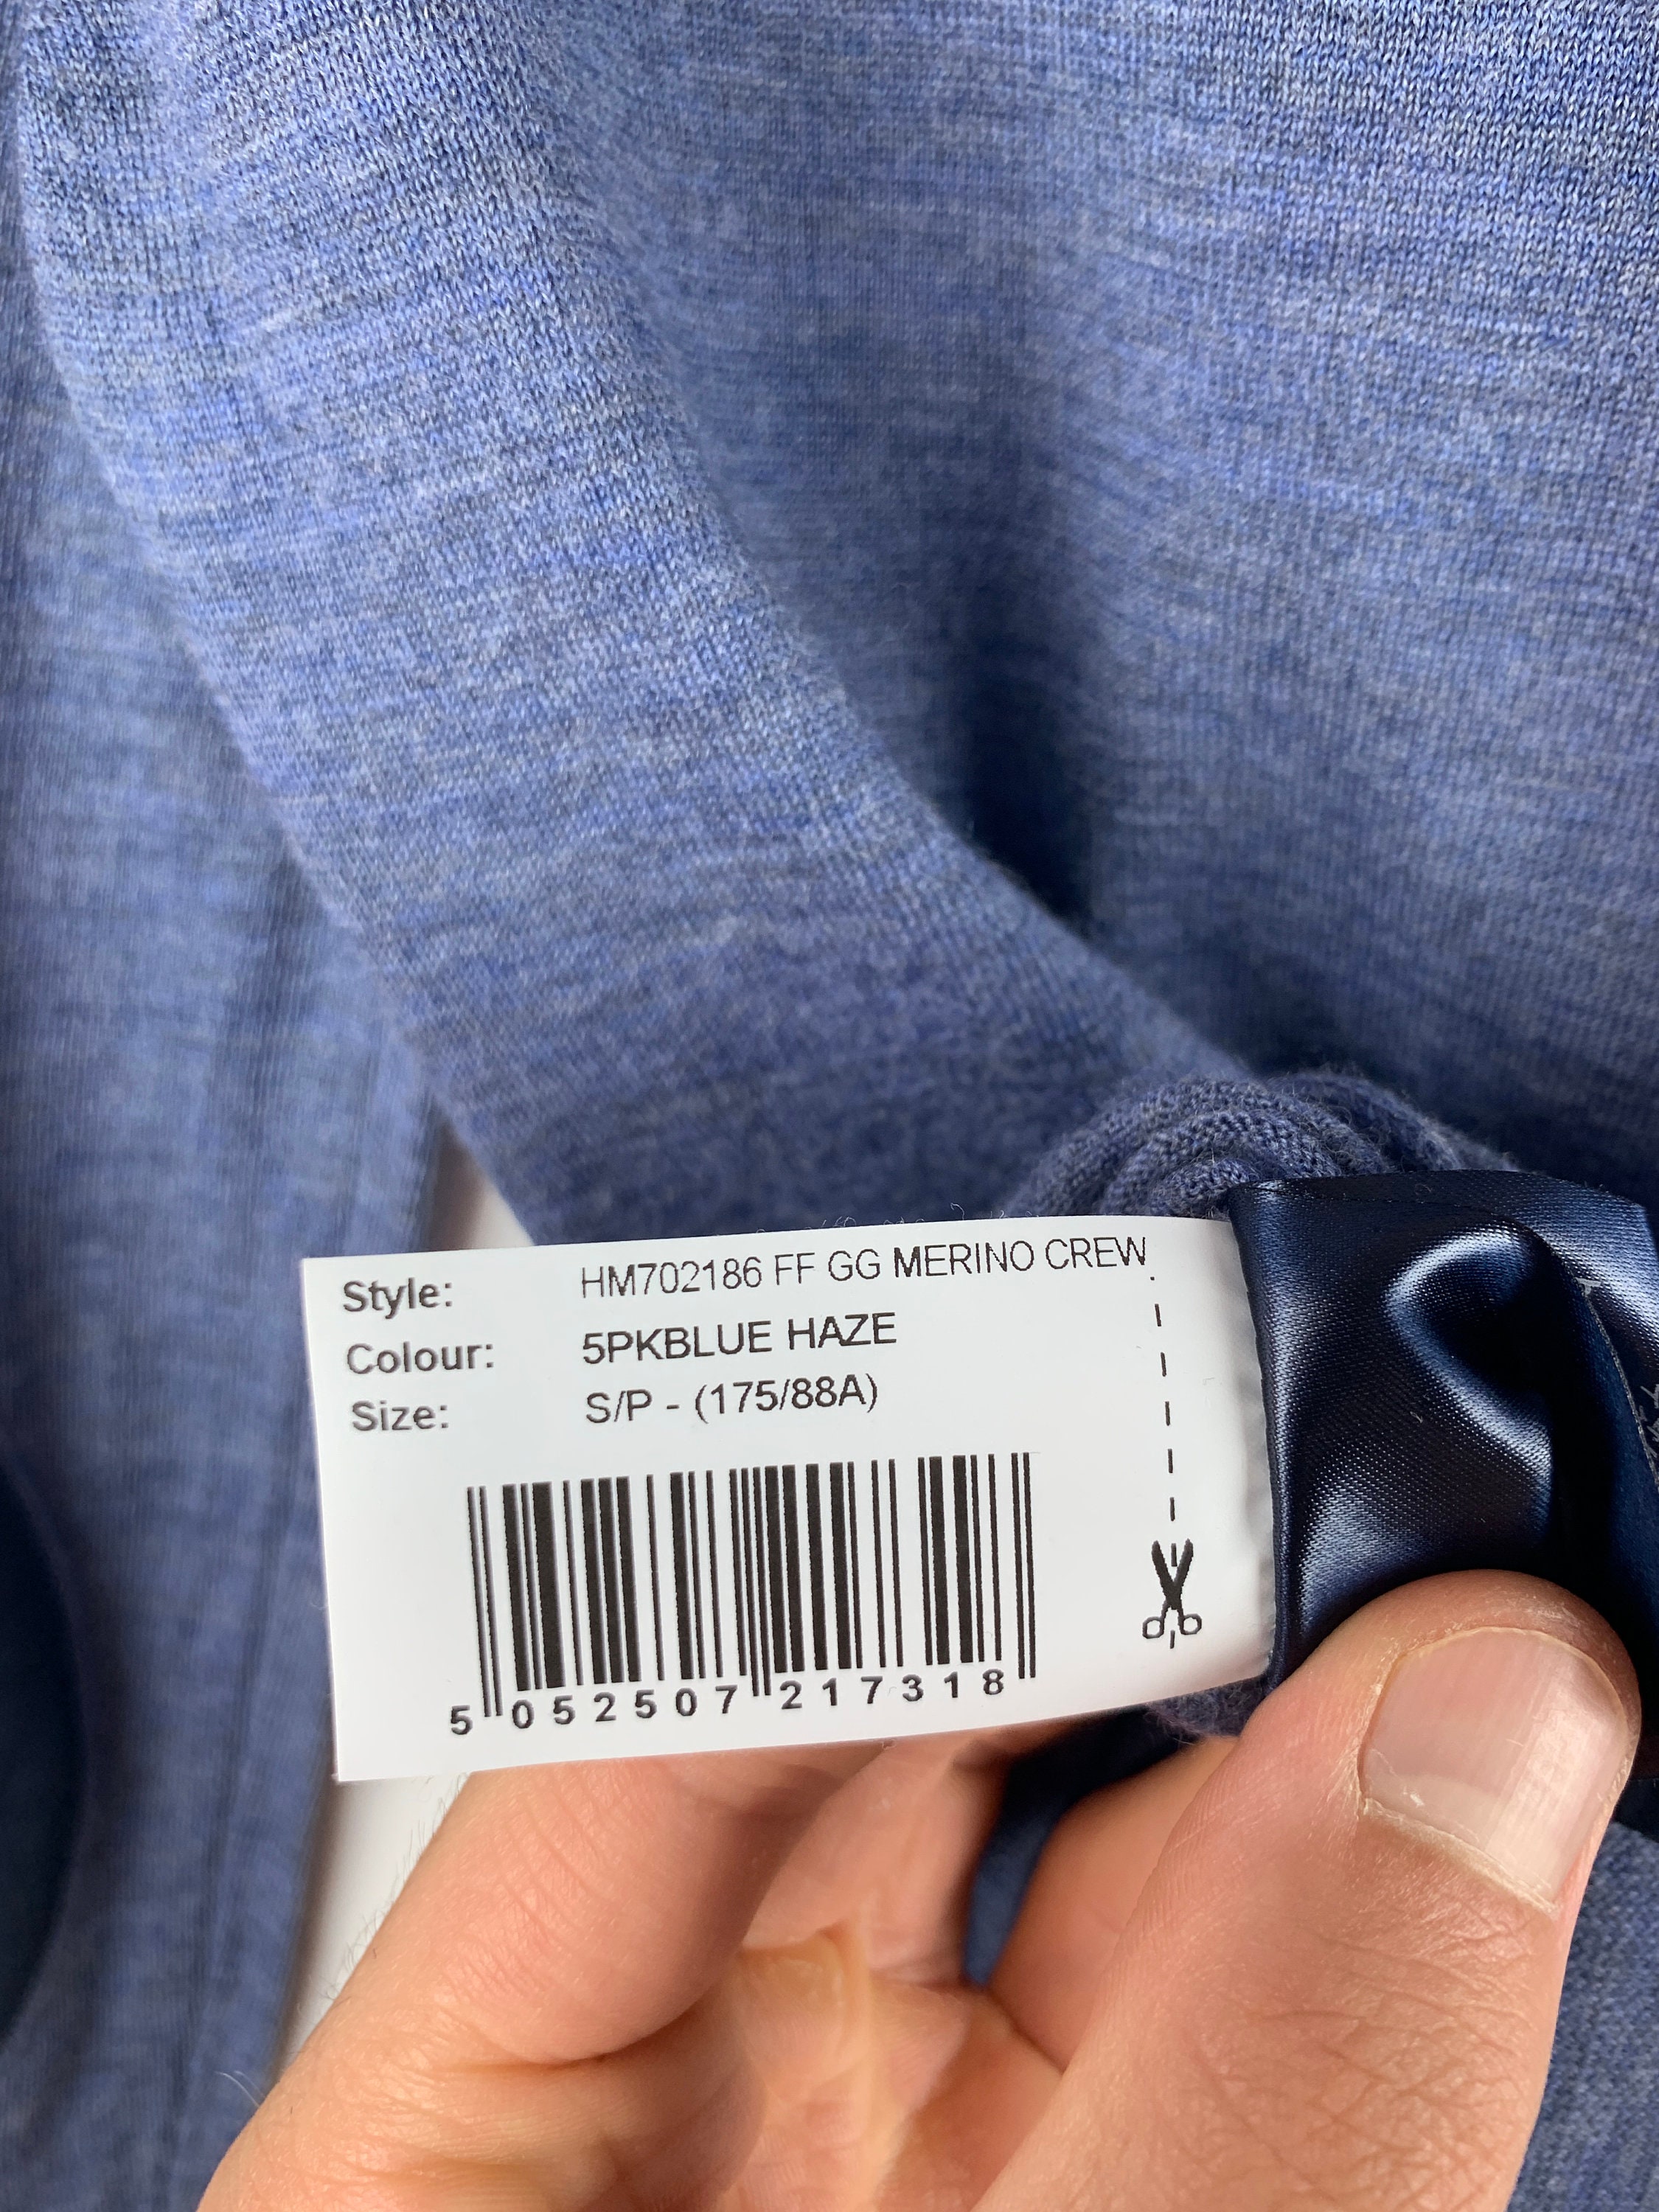 Style: HM702186 FF GG MERINO CREW
Colour: 5PKBLUE HAZE
Size: S/P - (175/88A)
5 052507 217318